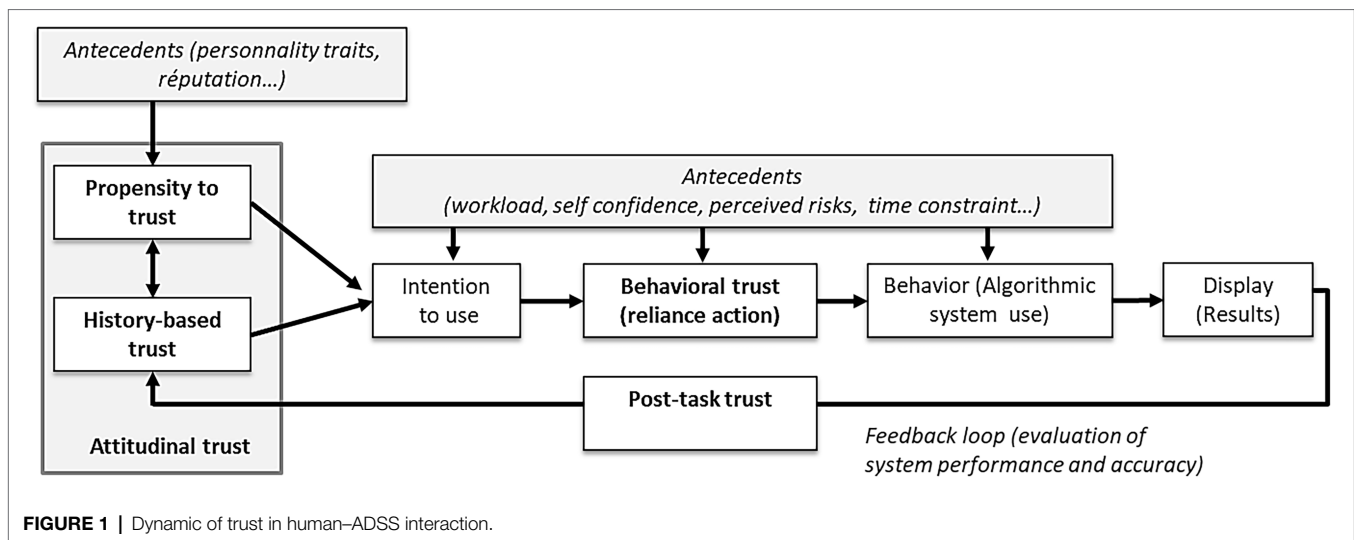 Antecedents (personnality traits,
réputation...)
Propensity to
trust
History-based
trust
Attitudinal trust
Antecedents
(workload, self confidence, perceived risks, time constraint...)
Intention
to use
Behavioral trust
(reliance action)
Behavior (Algorithmic
system use)
Display
(Results)
Post-task trust
Feedback loop (evaluation of
system performance and accuracy)
FIGURE 1 | Dynamic of trust in human–ADSS interaction.